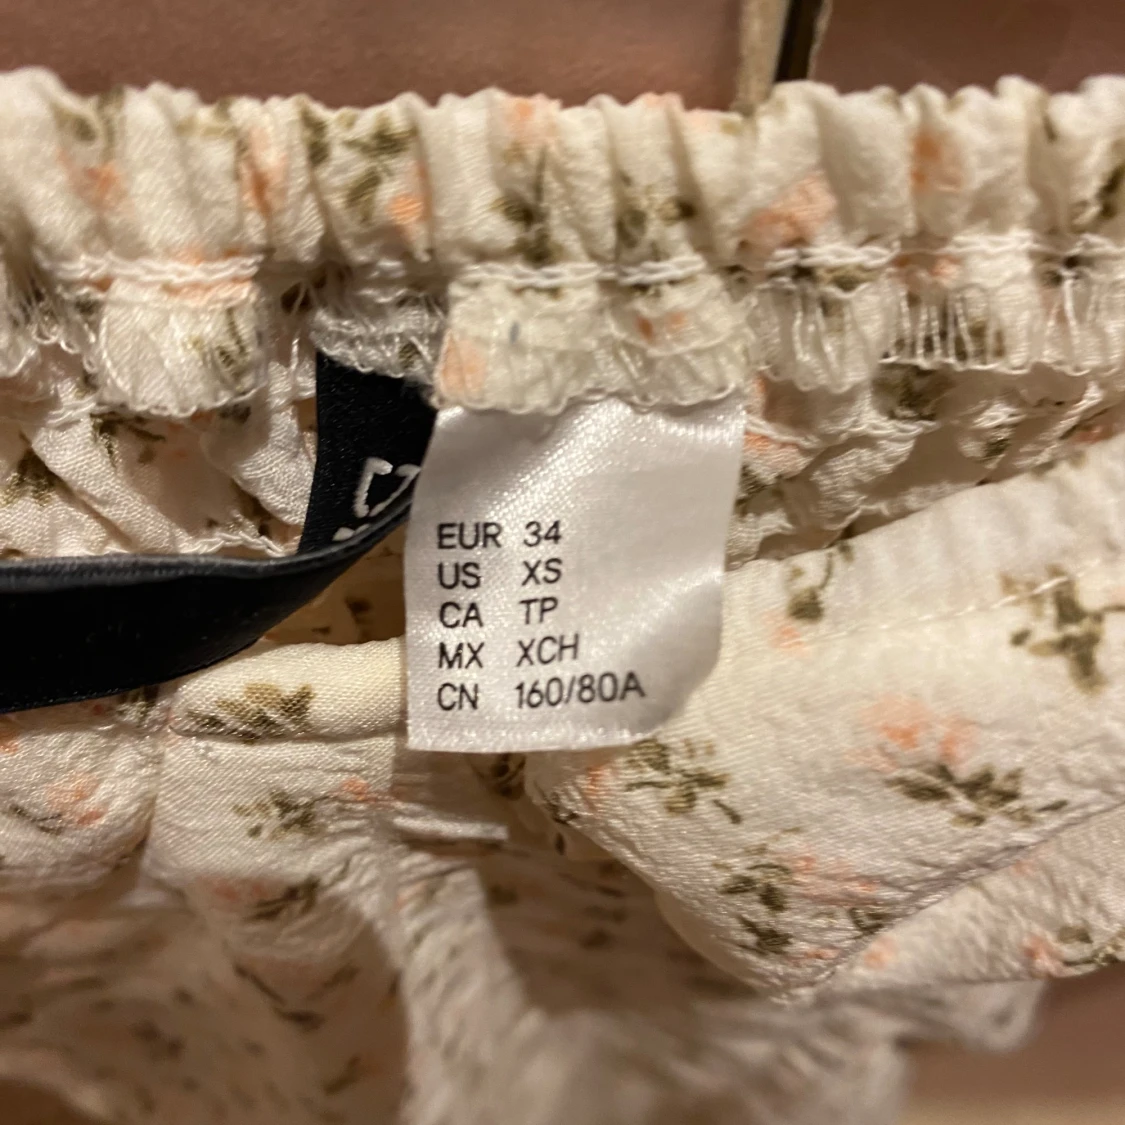 EUR 34
US XS
CA TP
MX XCH
CN 160/80A